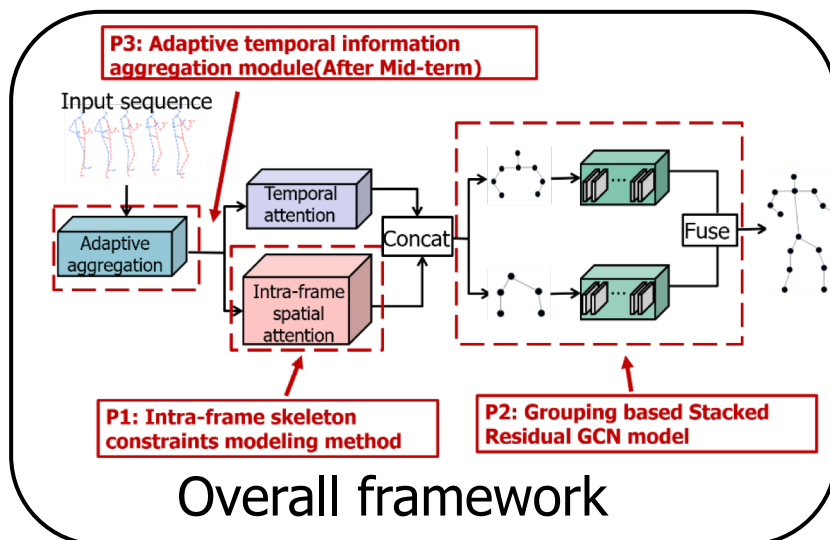 P3: Adaptive temporal information
aggregation module(After Mid-term)
Input sequence
Temporal
attention
Adaptive
aggregation
Concat
Fuse
Intra-frame
spatial
attention
P1: Intra-frame skeleton
constraints modeling method
P2: Grouping based Stacked
Residual GCN model
Overall framework